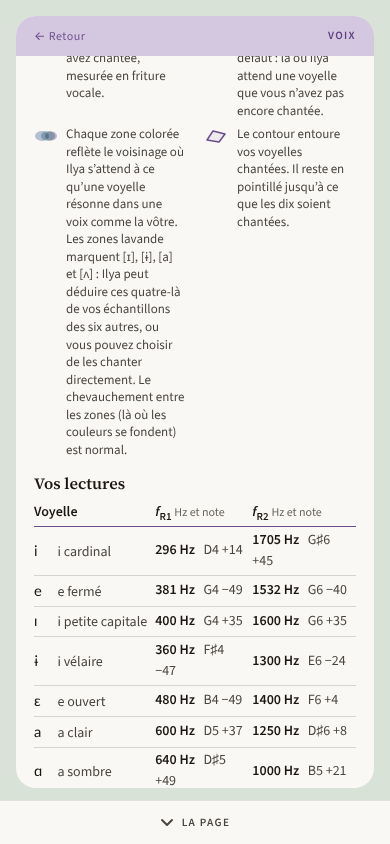 ← Retour
VOIX
avez chantée,
mesurée en friture
vocale.
défaut : là où Ilya
attend une voyelle
que vous n’avez pas
encore chantée.
Chaque zone colorée
reflète le voisinage où
Ilya s’attend à ce
qu’une voyelle
résonne dans une
voix comme la vôtre.
Les zones lavande
marquent [ɪ], [ɨ], [a]
et [ʌ] : Ilya peut
déduire ces quatre-là
de vos échantillons
des six autres, ou
vous pouvez choisir
de les chanter
directement. Le
chevauchement entre
les zones (là où les
couleurs se fondent)
est normal.
Le contour entoure
vos voyelles
chantées. Il reste en
pointillé jusqu’à ce
que les dix soient
chantées.
Vos lectures
Voyelle fR1 Hz et note fR2 Hz et note
i i cardinal 296 Hz D4 +14 1705 Hz G♯6 +45
e e fermé 381 Hz G4 −49 1532 Hz G6 −40
ɪ i petite capitale 400 Hz G4 +35 1600 Hz G6 +35
ɨ i vélaire 360 Hz F♯4 −47 1300 Hz E6 −24
ɛ e ouvert 480 Hz B4 −49 1400 Hz F6 +4
a a clair 600 Hz D5 +37 1250 Hz D♯6 +8
ɑ a sombre 640 Hz D♯5 +49 1000 Hz B5 +21
LA PAGE